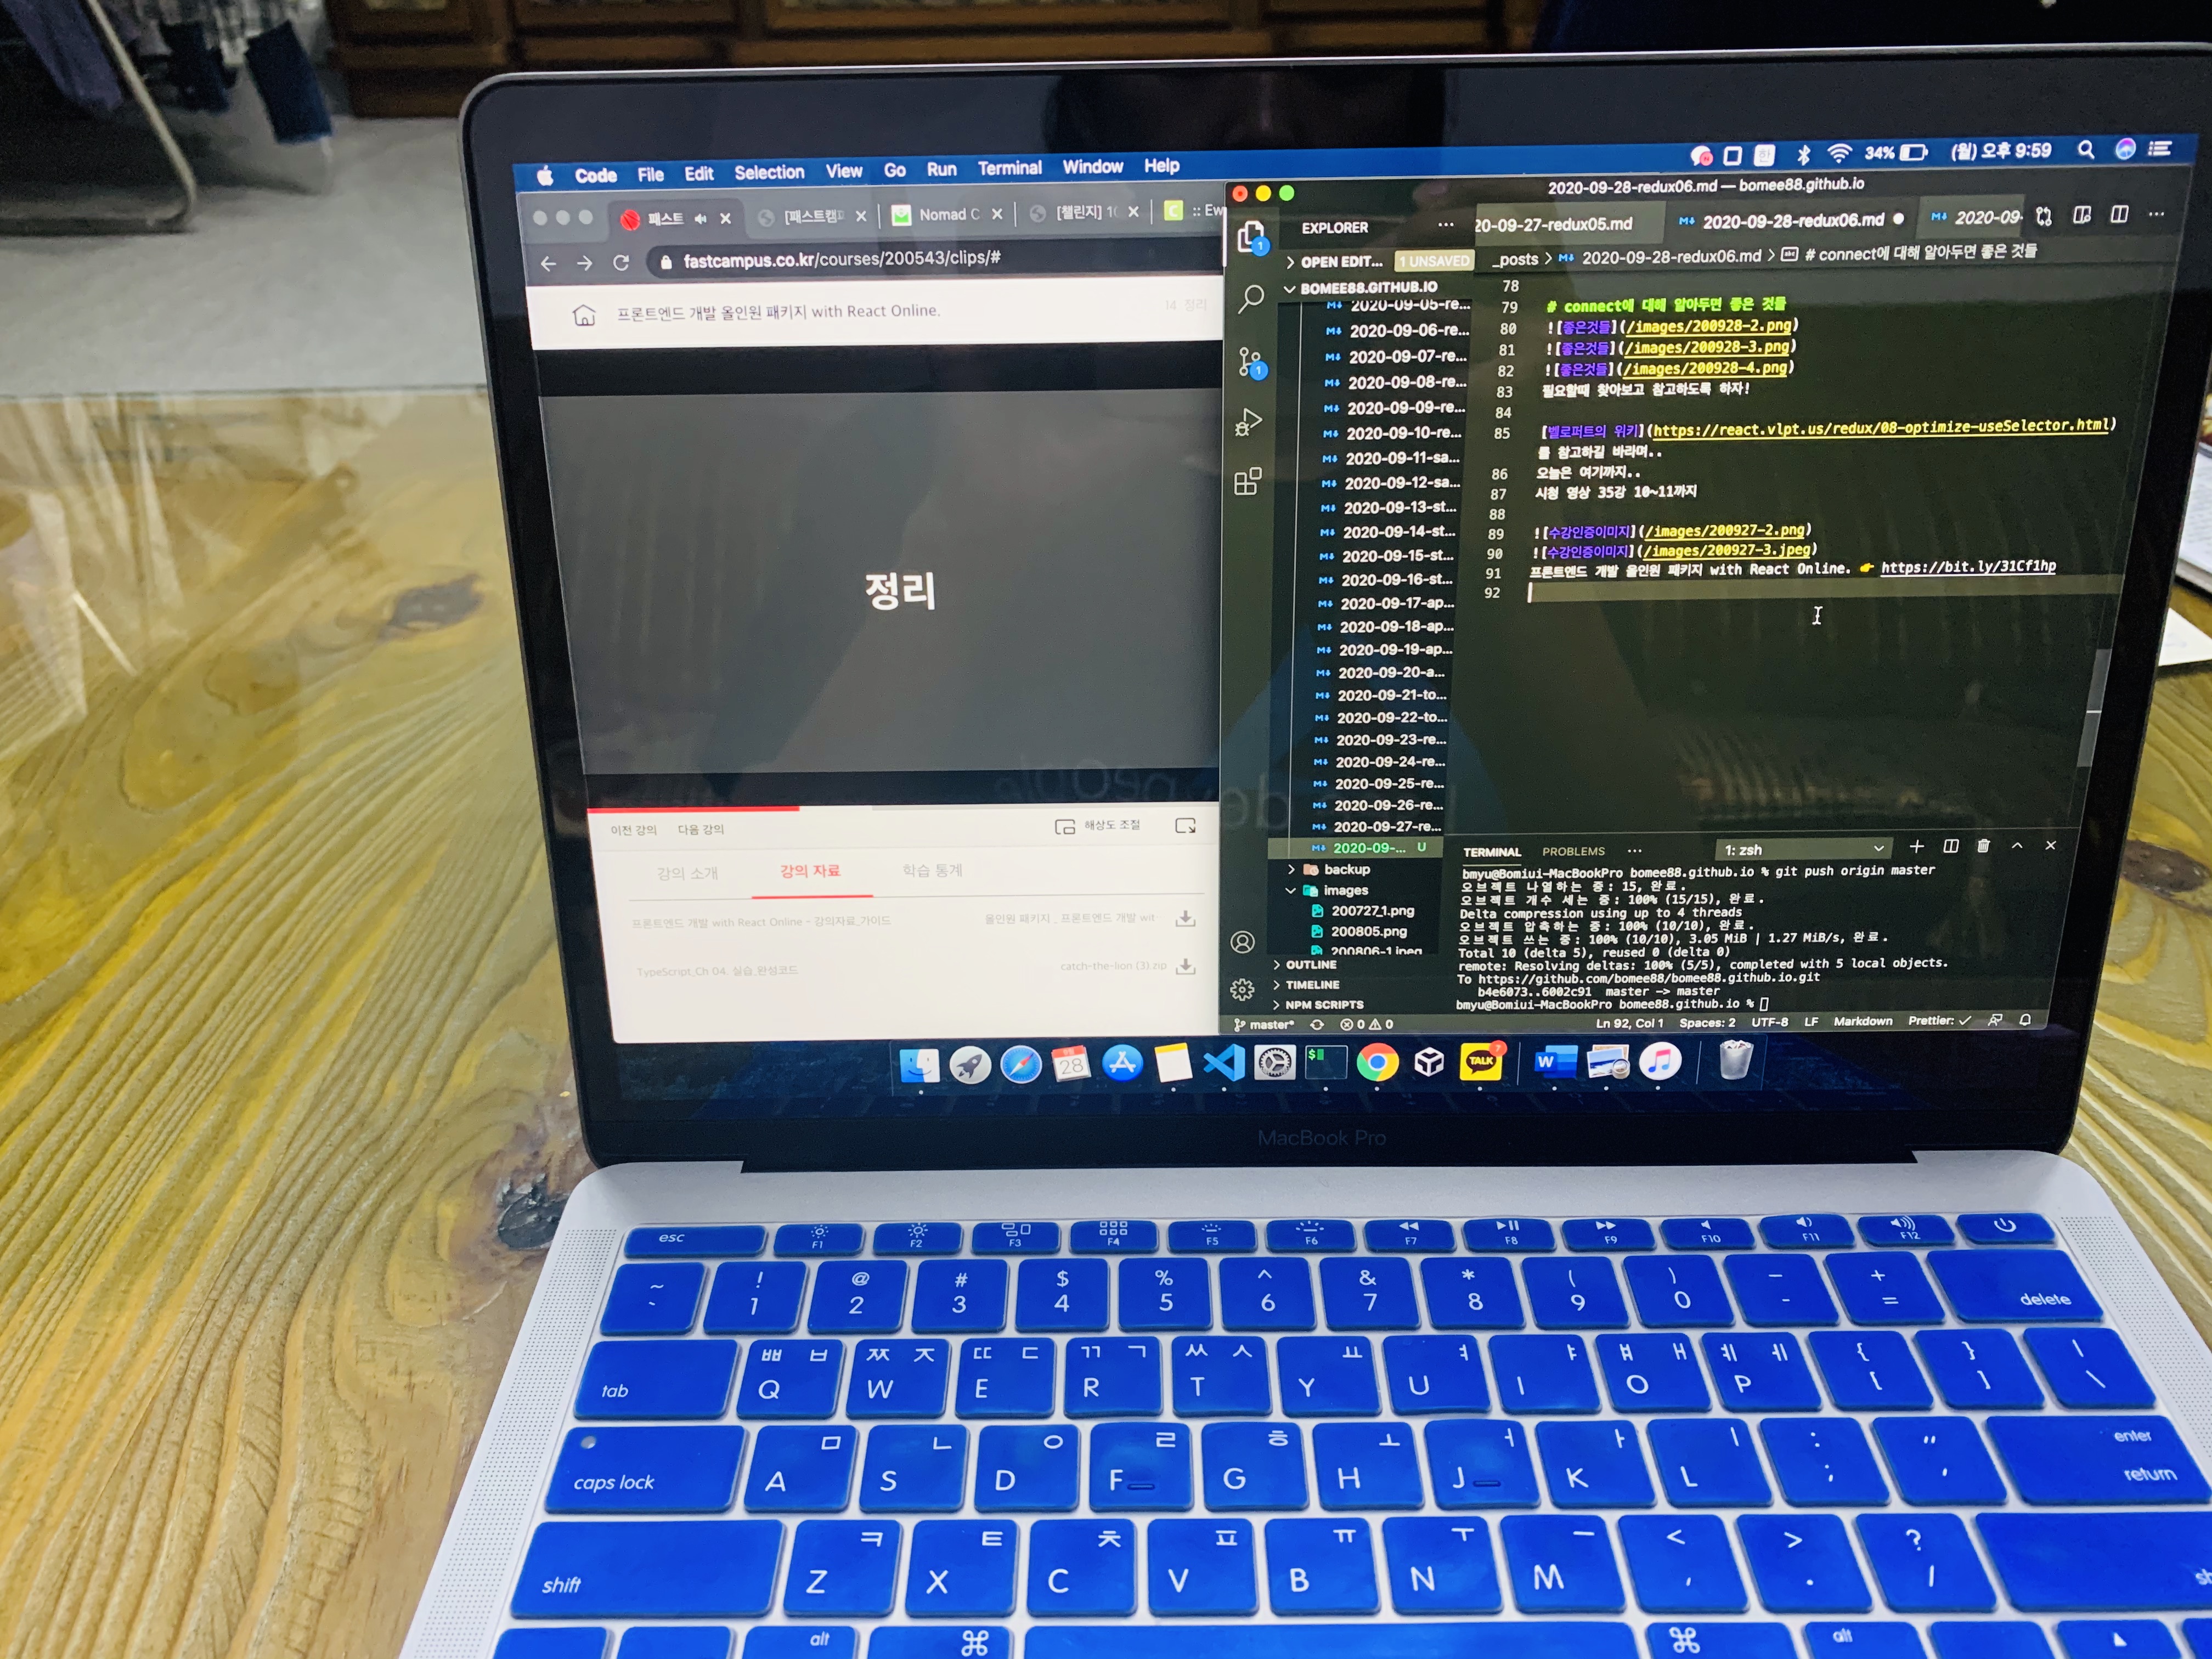 Code File Edit Selection View Go Run Terminal Window Help
34% (월) 오후 9:59
패스트
[패스트캠
Nomad C
[챌린지] 1
:: Ew
fastcampus.co.kr/courses/200543/clips/#
프론트엔드 개발 올인원 패키지 with React Online.
14 정리
정리
이전 강의 다음 강의
해상도 조절
강의 소개 강의 자료 학습 통계
프론트엔드 개발 with React Online - 강의자료_가이드
올인원 패키지 _ 프론트엔드 개발 wit
TypeScript_Ch 04. 실습_완성코드
catch-the-lion (3).zip
2020-09-28-redux06.md — bomee88.github.io
EXPLORER
20-09-27-redux05.md
2020-09-28-redux06.md
2020-09-
OPEN EDIT... 1 UNSAVED
_posts > 2020-09-28-redux06.md > # connect에 대해 알아두면 좋은 것들
BOMEE88.GITHUB.IO
2020-09-05-re...
2020-09-06-re...
2020-09-07-re...
2020-09-08-re...
2020-09-09-re...
2020-09-10-re...
2020-09-11-sa...
2020-09-12-sa...
2020-09-13-st...
2020-09-14-st...
2020-09-15-st...
2020-09-16-st...
2020-09-17-ap...
2020-09-18-ap...
2020-09-19-ap...
2020-09-20-a...
2020-09-21-to...
2020-09-22-to...
2020-09-23-re...
2020-09-24-re...
2020-09-25-re...
2020-09-26-re...
2020-09-27-re...
2020-09-... U
backup
images
200727_1.png
200805.png
200806-1.jpeg
OUTLINE
TIMELINE
NPM SCRIPTS
78
79 # connect에 대해 알아두면 좋은 것들
80 ![좋은것들](/images/200928-2.png)
81 ![좋은것들](/images/200928-3.png)
82 ![좋은것들](/images/200928-4.png)
83 필요할때 찾아보고 참고하도록 하자!
84
85 [벨로퍼트의 위키](https://react.vlpt.us/redux/08-optimize-useSelector.html)
를 참고하길 바라며..
86 오늘은 여기까지..
87 시청 영상 35강 10~11까지
88
89 ![수강인증이미지](/images/200927-2.png)
90 ![수강인증이미지](/images/200927-3.jpeg)
91 프론트엔드 개발 올인원 패키지 with React Online. 👉 https://bit.ly/31Cf1hp
92
TERMINAL PROBLEMS ... 1: zsh
bmyu@Bomiui-MacBookPro bomee88.github.io % git push origin master
오브젝트 나열하는 중: 15, 완료.
오브젝트 개수 세는 중: 100% (15/15), 완료.
Delta compression using up to 4 threads
오브젝트 압축하는 중: 100% (10/10), 완료.
오브젝트 쓰는 중: 100% (10/10), 3.05 MiB | 1.27 MiB/s, 완료.
Total 10 (delta 5), reused 0 (delta 0)
remote: Resolving deltas: 100% (5/5), completed with 5 local objects.
To https://github.com/bomee88/bomee88.github.io.git
b4e6073..6002c91 master -> master
bmyu@Bomiui-MacBookPro bomee88.github.io %
master* 0 0
Ln 92, Col 1 Spaces: 2 UTF-8 LF Markdown Prettier: ✓
28
$
TALK 7
W
MacBook Pro
esc F1 F2 F3 F4 F5 F6 F7 F8 F9 F10 F11 F12
~ ! @ # $ % ^ & * ( ) — +
` 1 2 3 4 5 6 7 8 9 0 - = delete
ㅃ ㅂ ㅉ ㅈ ㄸ ㄷ ㄲ ㄱ ㅆ ㅅ ㅛ ㅕ ㅑ ㅒ ㅐ ㅖ ㅔ { } |
tab Q W E R T Y U I O P [ ] \
ㅁ ㄴ ㅇ ㄹ ㅎ ㅗ ㅓ ㅏ ㅣ : " enter
caps lock A S D F G H J K L ; ' return
ㅋ ㅌ ㅊ ㅍ ㅠ ㅜ ㅡ < > ?
shift Z X C V B N M , . / sh
alt ⌘ ⌘ alt